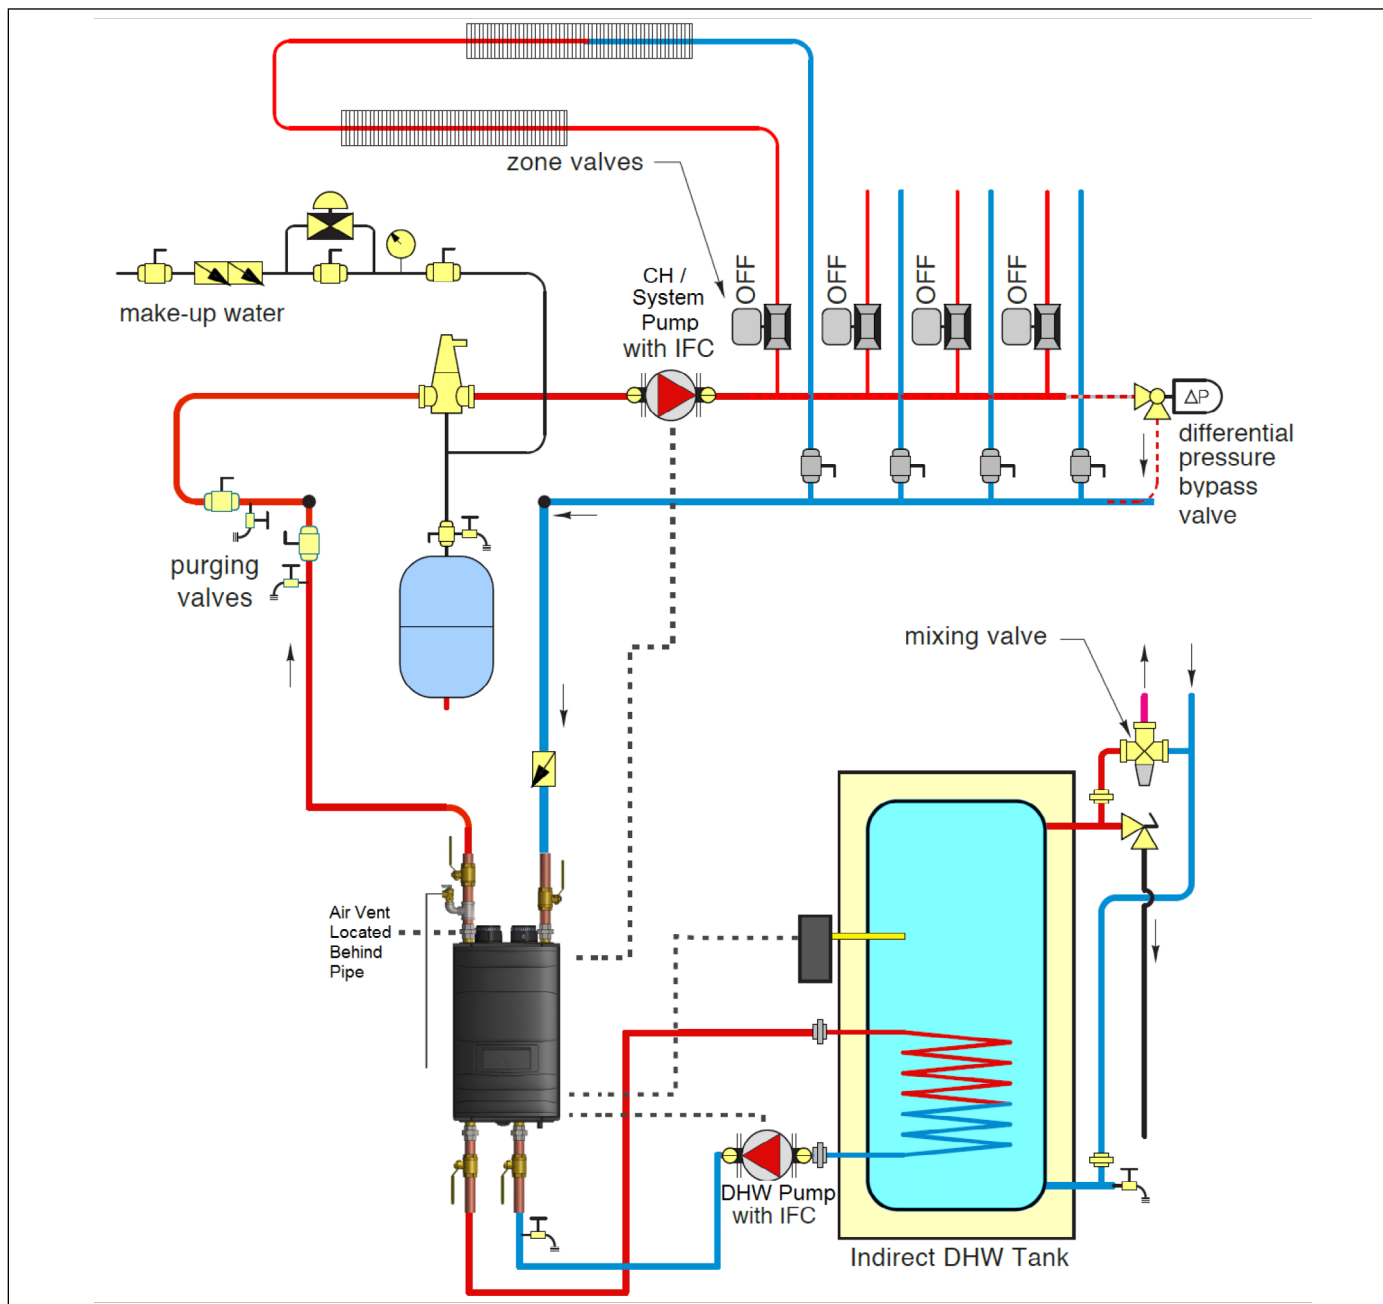 zone valves
make-up water
CH /
System
Pump
with IFC
OFF
OFF
OFF
OFF
ΔP
differential
pressure
bypass
valve
purging
valves
mixing valve
Air Vent
Located
Behind
Pipe
DHW Pump
with IFC
Indirect DHW Tank